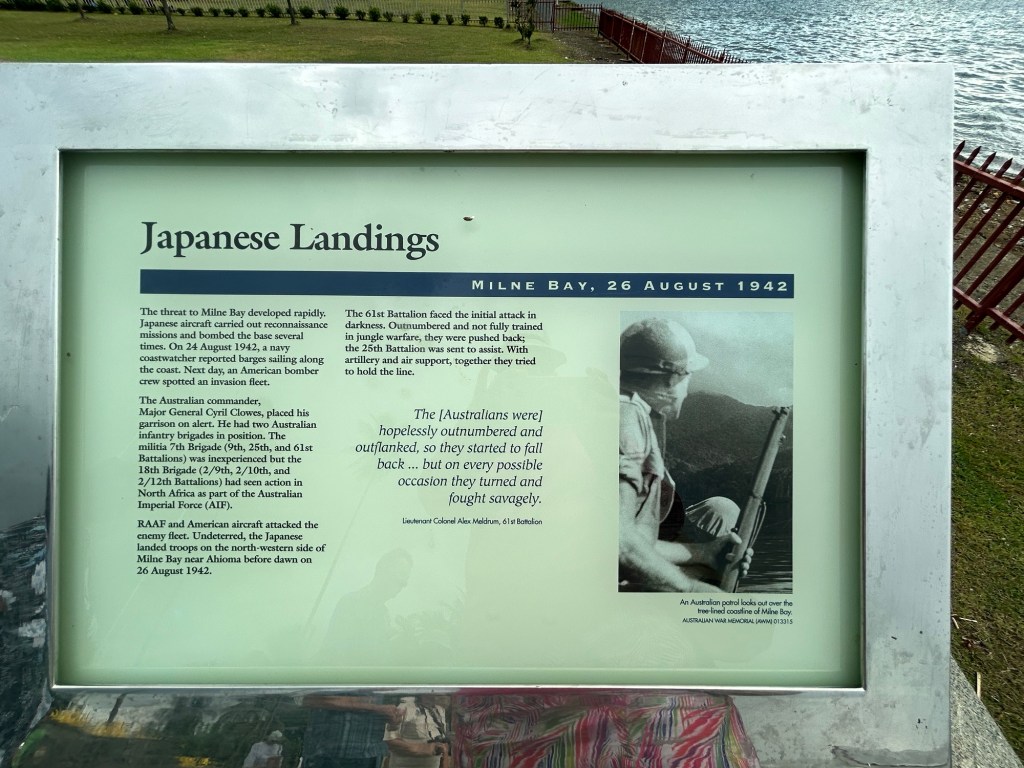 Japanese Landings
MILNE BAY, 26 AUGUST 1942
The threat to Milne Bay developed rapidly.
Japanese aircraft carried out reconnaissance
missions and bombed the base several
times. On 24 August 1942, a navy
coastwatcher reported barges sailing along
the coast. Next day, an American bomber
crew spotted an invasion fleet.
The Australian commander,
Major General Cyril Clowes, placed his
garrison on alert. He had two Australian
infantry brigades in position. The
militia 7th Brigade (9th, 25th, and 61st
Battalions) was inexperienced but the
18th Brigade (2/9th, 2/10th, and
2/12th Battalions) had seen action in
North Africa as part of the Australian
Imperial Force (AIF).
RAAF and American aircraft attacked the
enemy fleet. Undeterred, the Japanese
landed troops on the north-western side of
Milne Bay near Ahioma before dawn on
26 August 1942.
The 61st Battalion faced the initial attack in
darkness. Outnumbered and not fully trained
in jungle warfare, they were pushed back;
the 25th Battalion was sent to assist. With
artillery and air support, together they tried
to hold the line.
The [Australians were]
hopelessly outnumbered and
outflanked, so they started to fall
back ... but on every possible
occasion they turned and
fought savagely.
Lieutenant Colonel Alex Meldrum, 61st Battalion
An Australian patrol looks out over the
tree-lined coastline of Milne Bay.
AUSTRALIAN WAR MEMORIAL (AWM) 013315